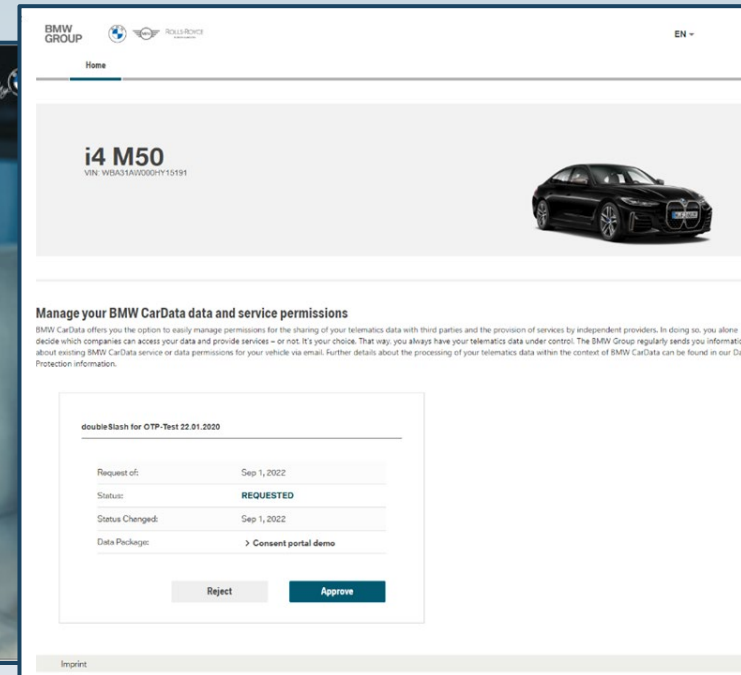 BMW
GROUP
ROLLS-ROYCE
EN
Home
i4 M50
VIN: WBA31AW000HY15191
Manage your BMW CarData data and service permissions
BMW CarData offers you the option to easily manage permissions for the sharing of your telematics data with third parties and the provision of services by independent providers. In doing so, you alone
decide which companies can access your data and provide services – or not. It's your choice. That way, you always have your telematics data under control. The BMW Group regularly sends you informatio
about existing BMW CarData service or data permissions for your vehicle via email. Further details about the processing of your telematics data within the context of BMW CarData can be found in our Da
Protection information.
doubleSlash for OTP-Test 22.01.2020
Request of: Sep 1, 2022
Status: REQUESTED
Status Changed: Sep 1, 2022
Data Package: > Consent portal demo
Reject Approve
Imprint